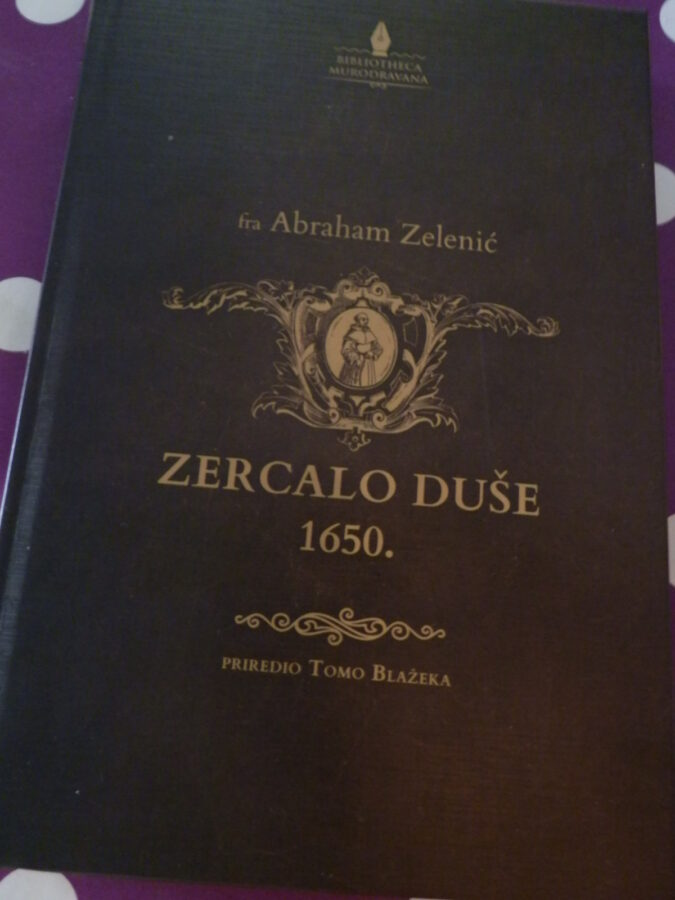 BIBLIOTHECA
MURODRAVANA
fra Abraham Zelenić
ZERCALO DUŠE
1650.
PRIREDIO TOMO BLAŽEKA